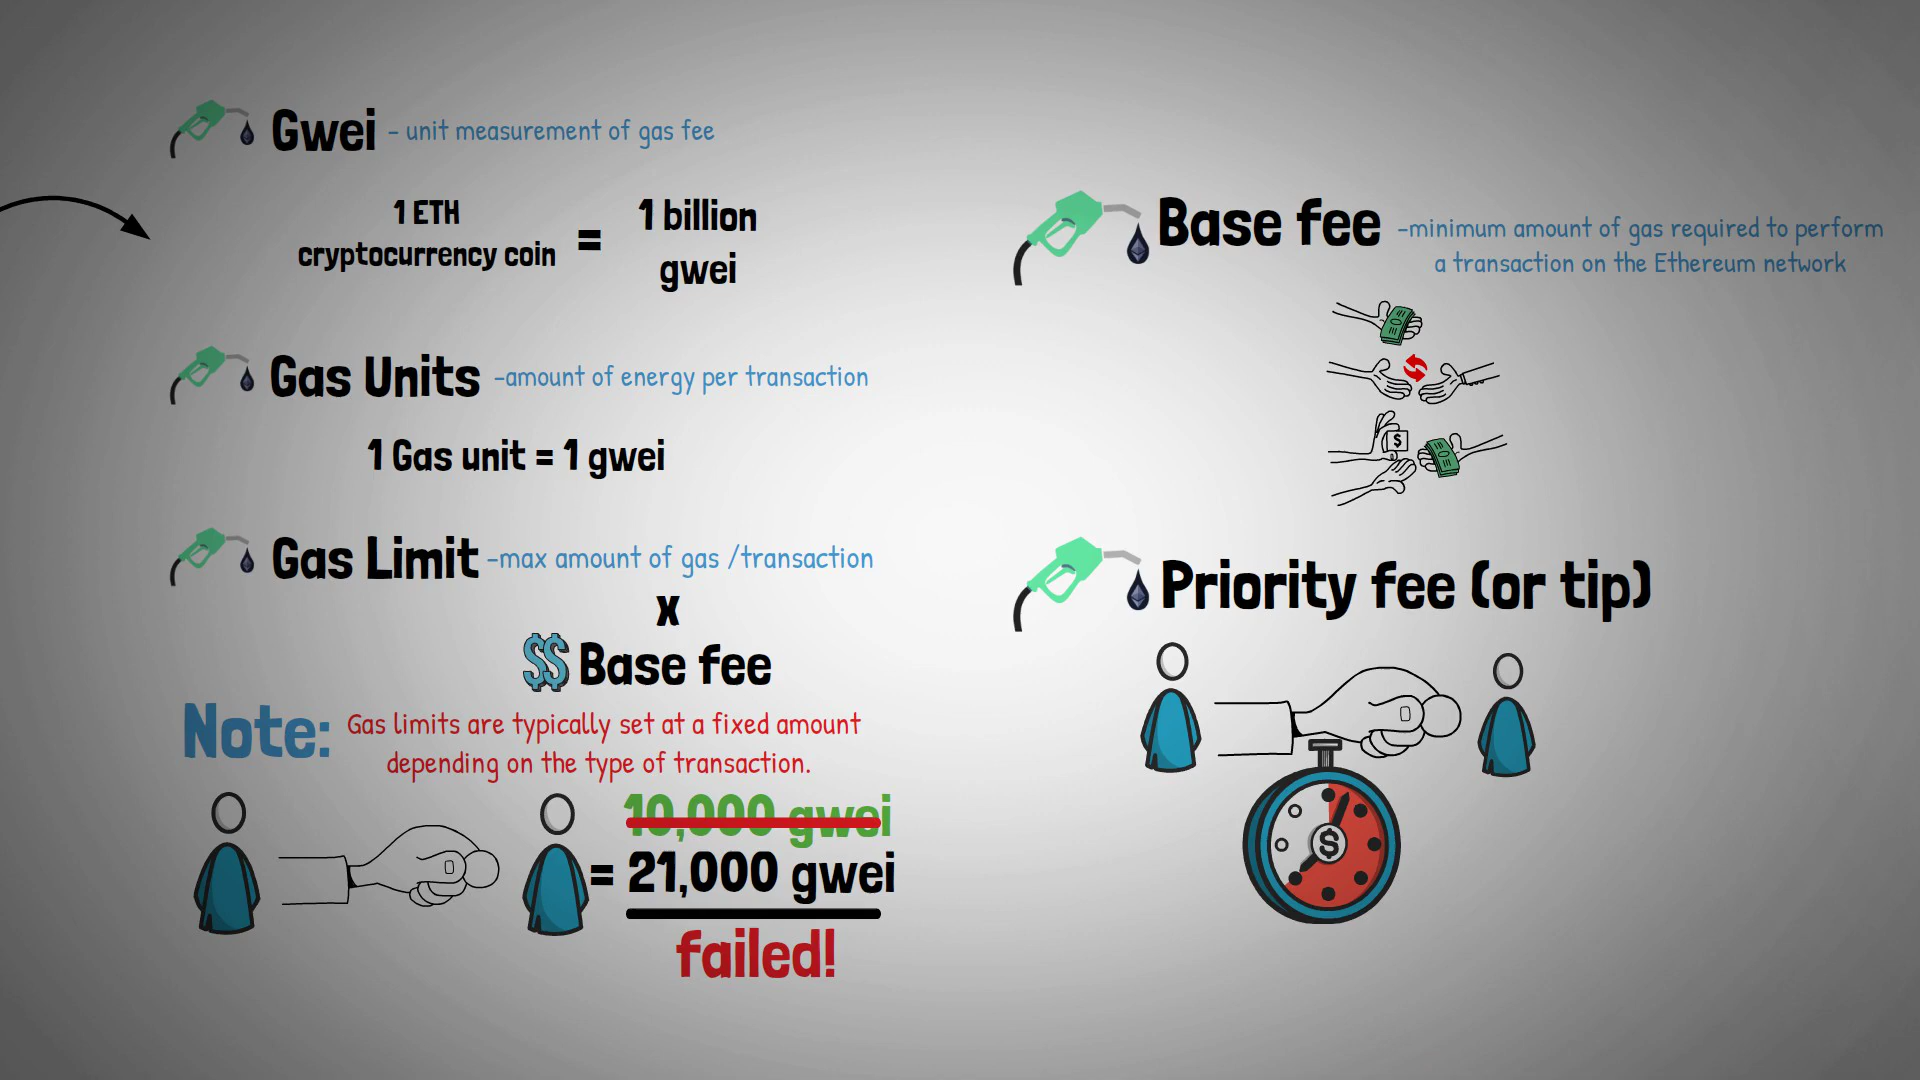 Gwei - unit measurement of gas fee
1 ETH
cryptocurrency coin
=
1 billion
gwei
Gas Units -amount of energy per transaction
1 Gas unit = 1 gwei
Gas Limit -max amount of gas /transaction
x
$$ Base fee
Note: Gas limits are typically set at a fixed amount
depending on the type of transaction.
10,000 gwei
= 21,000 gwei
failed!
Base fee -minimum amount of gas required to perform
a transaction on the Ethereum network
$
Priority fee (or tip)
$